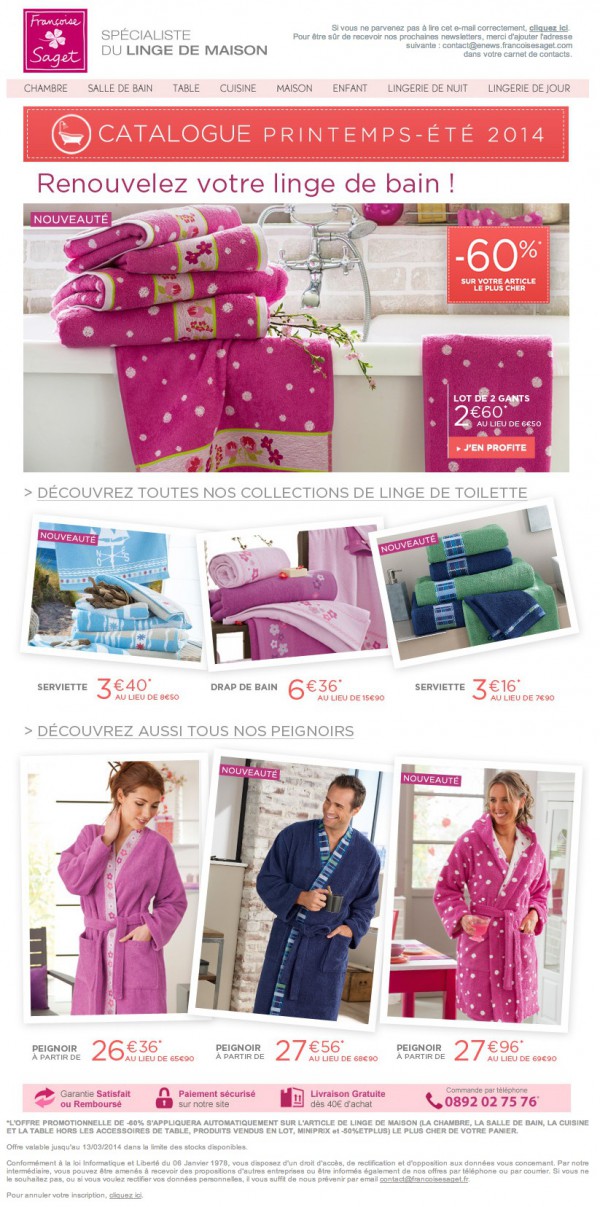 Françoise
Saget
SPÉCIALISTE
DU LINGE DE MAISON
Si vous ne parvenez pas à lire cet e-mail correctement, cliquez ici.
Pour être sûr de recevoir nos prochaines newsletters, merci d'ajouter l'adresse
suivante : contact@enews.francoisesaget.com
dans votre carnet de contacts.
CHAMBRE SALLE DE BAIN TABLE CUISINE MAISON ENFANT LINGERIE DE NUIT LINGERIE DE JOUR
CATALOGUE PRINTEMPS-ÉTÉ 2014
Renouvelez votre linge de bain !
NOUVEAUTÉ
-60%*
SUR VOTRE ARTICLE
LE PLUS CHER
LOT DE 2 GANTS
2€60*
AU LIEU DE 6€50
▸ J'EN PROFITE
> DÉCOUVREZ TOUTES NOS COLLECTIONS DE LINGE DE TOILETTE
NOUVEAUTÉ
NOUVEAUTÉ
SERVIETTE 3€40*
AU LIEU DE 8€50
DRAP DE BAIN 6€36*
AU LIEU DE 15€90
SERVIETTE 3€16*
AU LIEU DE 7€90
> DÉCOUVREZ AUSSI TOUS NOS PEIGNOIRS
NOUVEAUTÉ
NOUVEAUTÉ
PEIGNOIR
À PARTIR DE 26€36*
AU LIEU DE 65€90
PEIGNOIR
À PARTIR DE 27€56*
AU LIEU DE 68€90
PEIGNOIR
À PARTIR DE 27€96*
AU LIEU DE 69€90
Garantie Satisfait
ou Remboursé
Paiement sécurisé
sur notre site
Livraison Gratuite
dès 40€ d'achat
Commande par téléphone
0892 02 75 76*
*L'OFFRE PROMOTIONNELLE DE -60% S'APPLIQUERA AUTOMATIQUEMENT SUR L'ARTICLE DE LINGE DE MAISON (LA CHAMBRE, LA SALLE DE BAIN, LA CUISINE
ET LA TABLE HORS LES ACCESSOIRES DE TABLE, PRODUITS VENDUS EN LOT, MINIPRIX et -50%ETPLUS) LE PLUS CHER DE VOTRE PANIER.
Offre valable jusqu'au 13/03/2014 dans la limite des stocks disponibles.
Conformément à la loi Informatique et Liberté du 06 Janvier 1978, vous disposez d'un droit d'accès, de rectification et d'opposition aux données vous concernant. Par notre
intermédiaire, vous pouvez être amenés à recevoir des propositions d'autres entreprises ou être informés également de nos offres par téléphone ou par courrier. Si vous ne
le souhaitez pas, ou si vous voulez rectifier vos données personnelles, il vous suffit de nous prévenir par email contact@francoisesaget.fr.
Pour annuler votre inscription, cliquez ici.